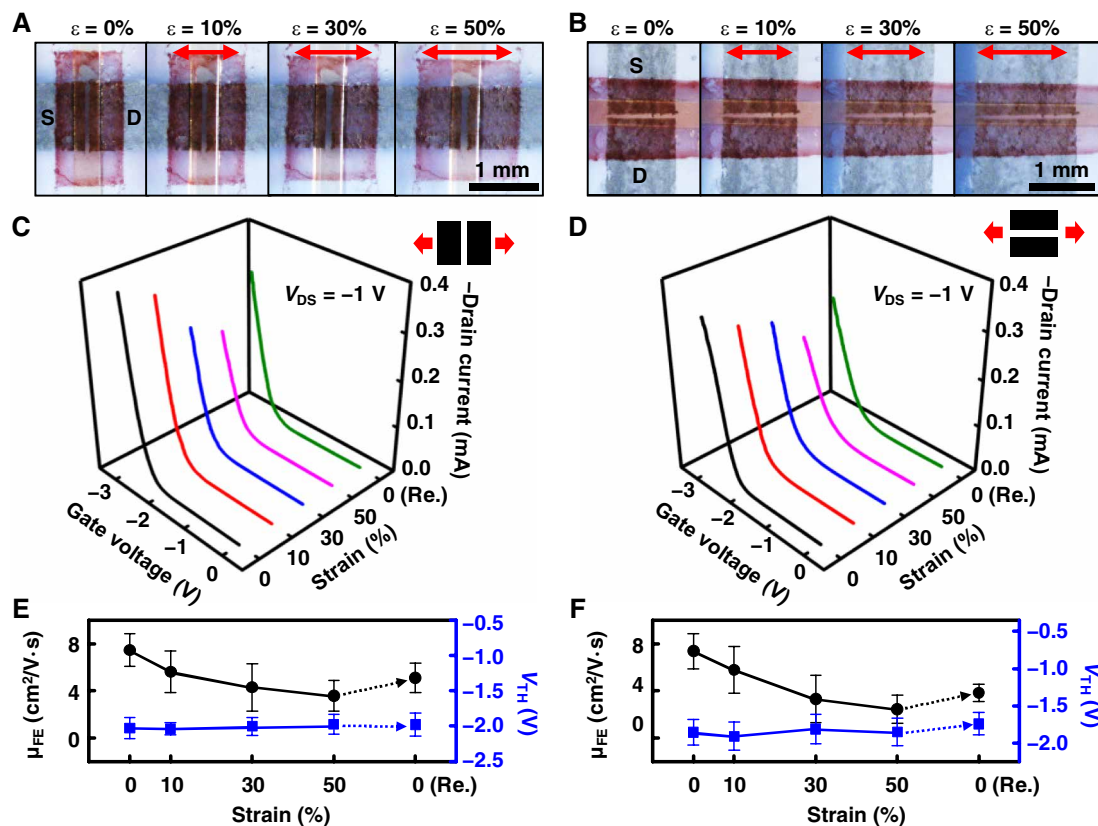 A ε = 0% ε = 10% ε = 30% ε = 50%
S D
1 mm
B ε = 0% ε = 10% ε = 30% ε = 50%
S
D
1 mm
C
V_DS = −1 V
0.4
0.3
0.2
0.1
0.0
−Drain current (mA)
−3
−2
−1
0
Gate voltage (V)
0
10
30
50
0 (Re.)
Strain (%)
D
V_DS = −1 V
0.4
0.3
0.2
0.1
0.0
−Drain current (mA)
−3
−2
−1
0
Gate voltage (V)
0
10
30
50
0 (Re.)
Strain (%)
E
8
4
0
μ_FE (cm²/V·s)
−0.5
−1.0
−1.5
−2.0
−2.5
V_TH (V)
0 10 30 50 0 (Re.)
Strain (%)
F
8
4
0
μ_FE (cm²/V·s)
−0.5
−1.0
−1.5
−2.0
V_TH (V)
0 10 30 50 0 (Re.)
Strain (%)